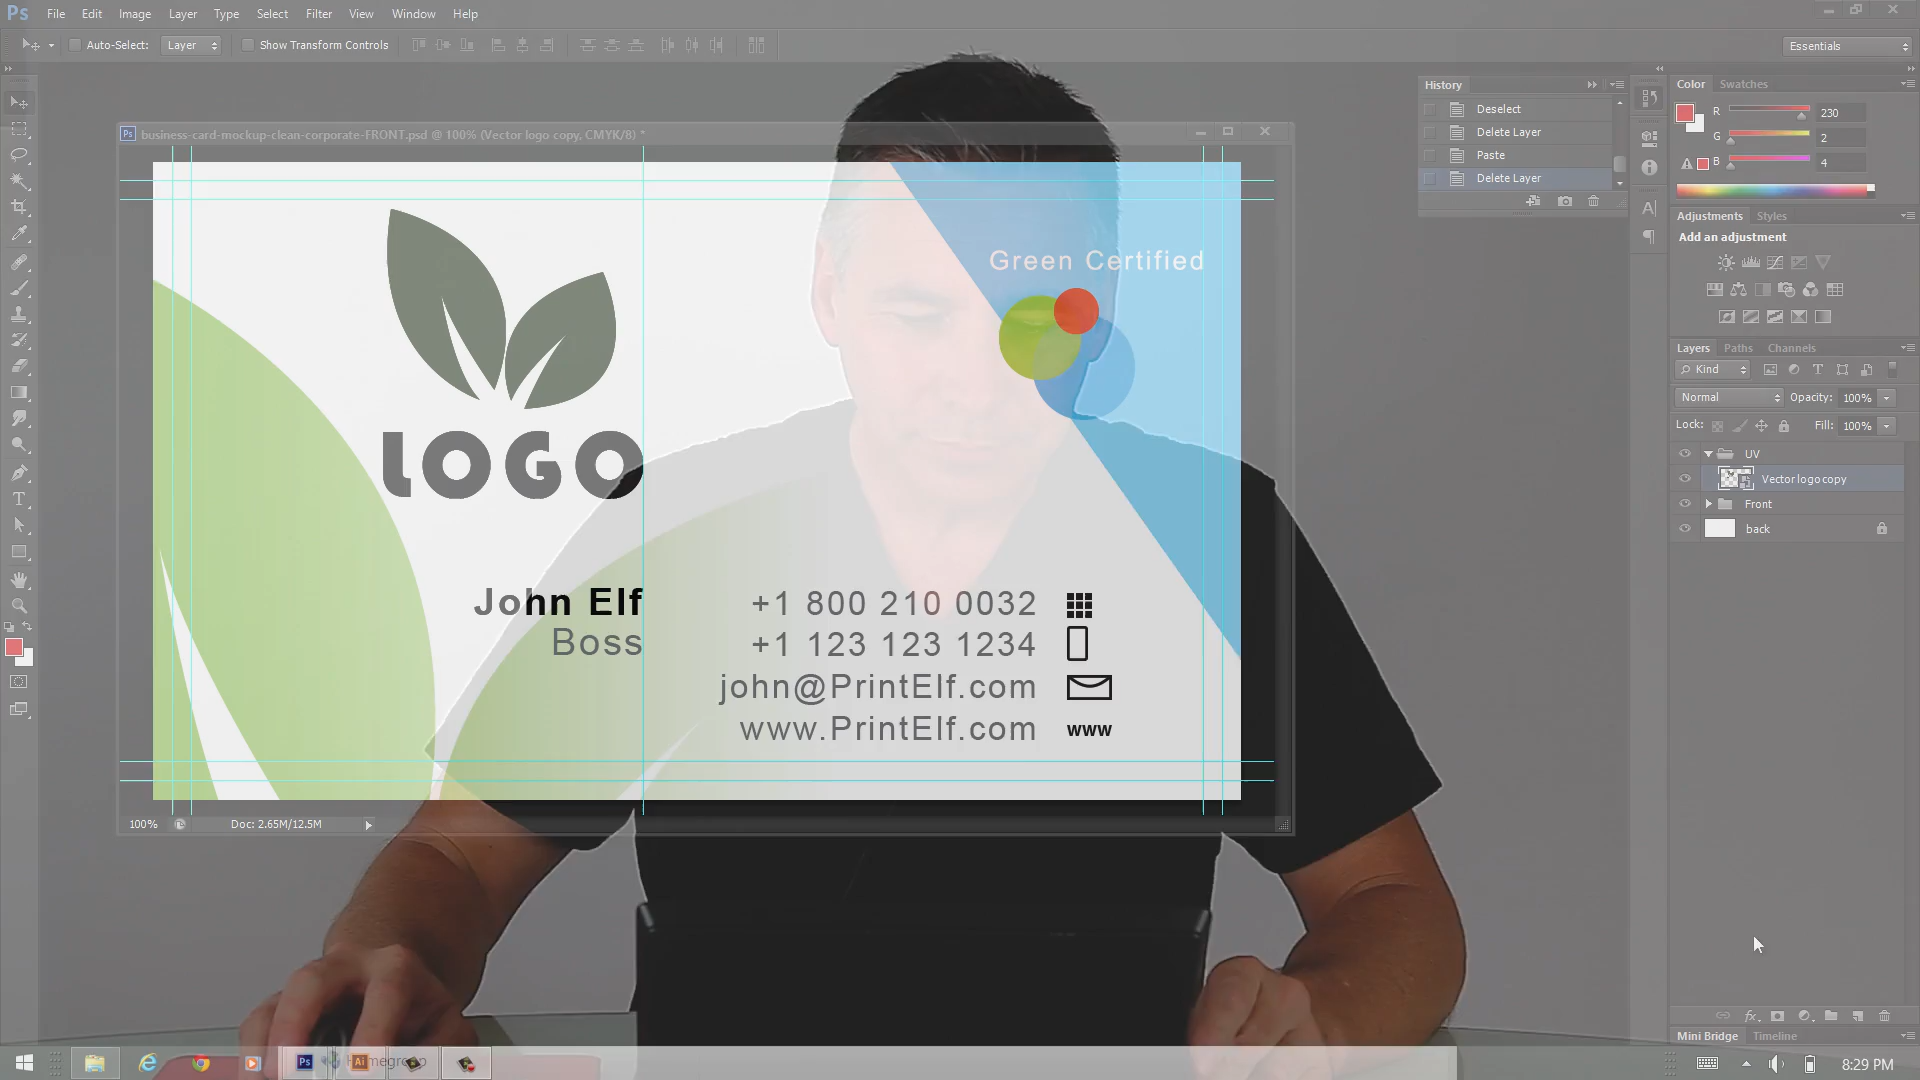 Ps File Edit Image Layer Type Select Filter View Window Help
Auto-Select: Layer Show Transform Controls
Essentials
History
Deselect
Delete Layer
Paste
Delete Layer
Color Swatches
R 230
G 2
B 4
Adjustments Styles
Add an adjustment
Layers Paths Channels
Kind
Normal Opacity: 100%
Lock: Fill: 100%
UV
Vector logo copy
Front
back
Ps business-card-mockup-clean-corporate-FRONT.psd @ 100% (Vector logo copy, CMYK/8) *
Green Certified
LOGO
John Elf
Boss
+1 800 210 0032
+1 123 123 1234
john@PrintElf.com
www.PrintElf.com www
100% Doc: 2.65M/12.5M
Mini Bridge Timeline
Ps Homegroup Ai
8:29 PM